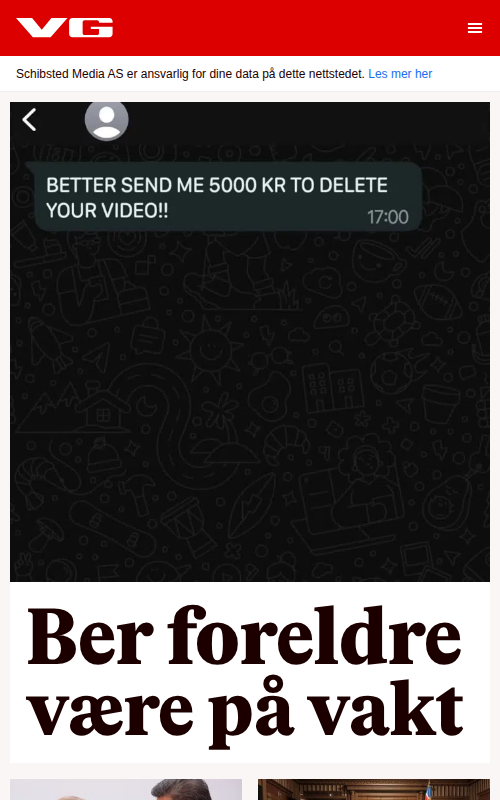 VG
Schibsted Media AS er ansvarlig for dine data på dette nettstedet. Les mer her
BETTER SEND ME 5000 KR TO DELETE
YOUR VIDEO!!
17:00
Ber foreldre
være på vakt